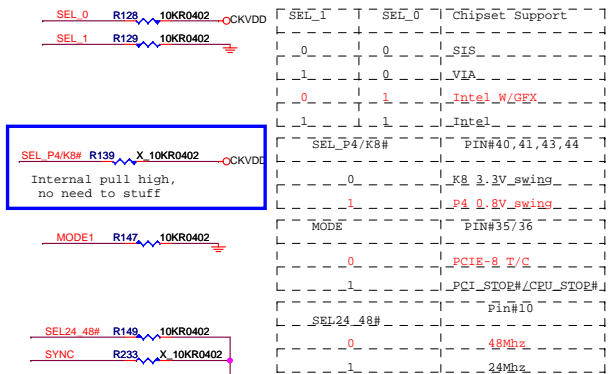 SEL_0 R128 10KR0402 CKVDD
SEL_1 R129 10KR0402
SEL_P4/K8# R139 X_10KR0402 CKVDD
Internal pull high,
no need to stuff
MODE1 R147 10KR0402
SEL24_48# R149 10KR0402
SYNC R233 X_10KR0402
SEL_1 SEL_0 Chipset Support
0 0 SIS
1 0 VIA
0 1 Intel W/GFX
1 1 Intel
SEL_P4/K8# PIN#40,41,43,44
0 K8 3.3V swing
1 P4 0.8V swing
MODE PIN#35/36
0 PCIE-8 T/C
1 PCI_STOP#/CPU_STOP#
SEL24_48# Pin#10
0 48Mhz
1 24Mhz